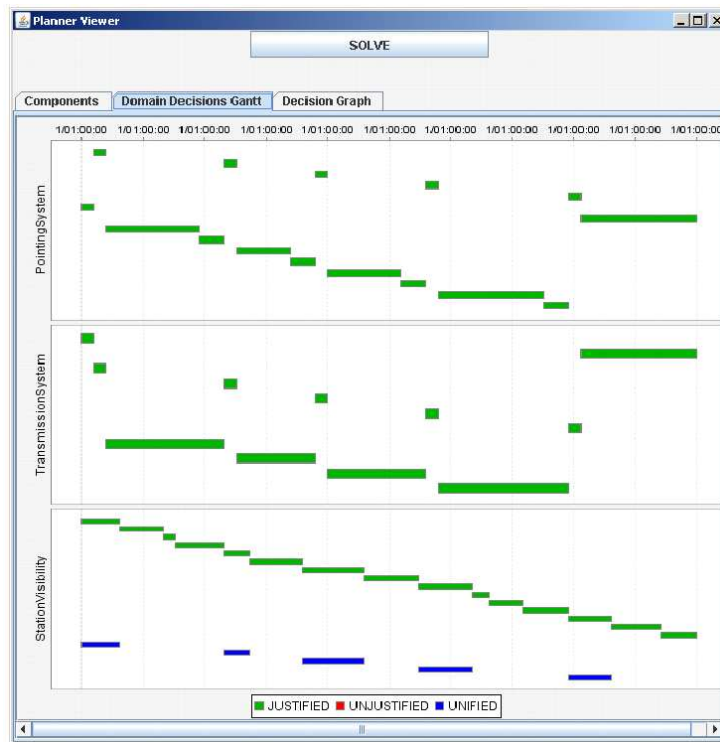 Planner Viewer
SOLVE
Components Domain Decisions Gantt Decision Graph
1/01:00:00 1/01:00:00 1/01:00:00 1/01:00:00 1/01:00:00 1/01:00:00 1/01:00:00 1/01:00:00 1/01:00:00 1/01:00:00 1/01:00:00
PointingSystem
TransmissionSystem
StationVisibility
JUSTIFIED UNJUSTIFIED UNIFIED